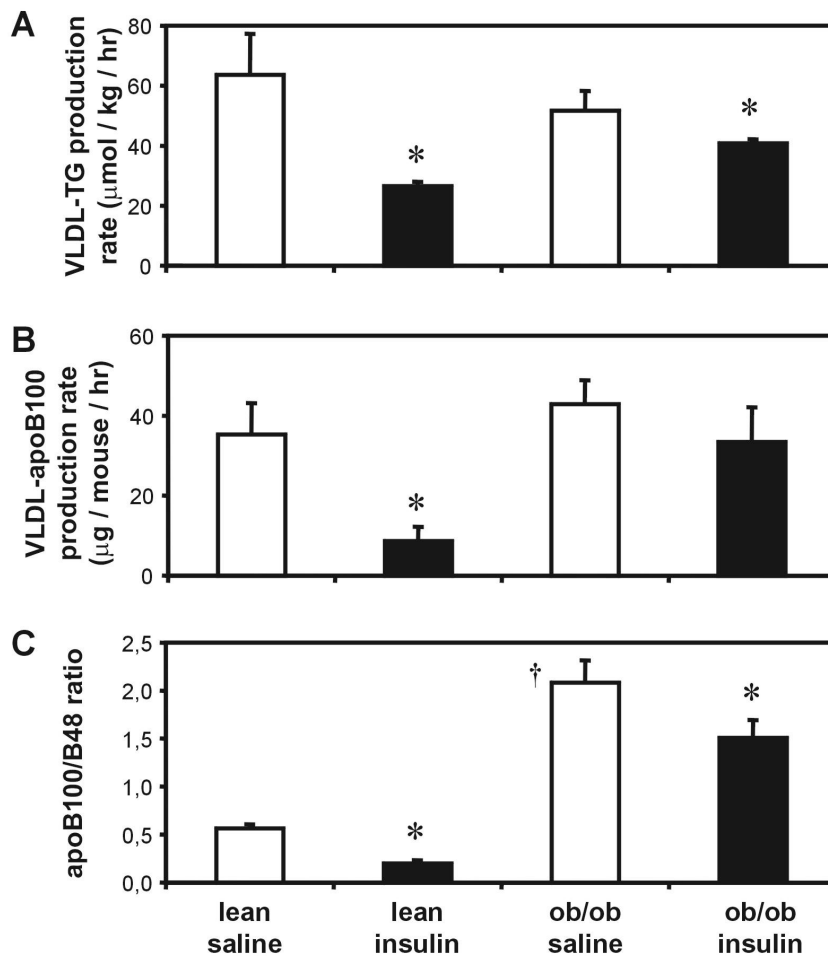 A
VLDL-TG production
rate (μmol / kg / hr)
80
60
40
20
0
*
*
B
VLDL-apoB100
production rate
(μg / mouse / hr)
60
40
20
0
*
C
apoB100/B48 ratio
2,5
2,0
1,5
1,0
0,5
0,0
*
†
*
lean
saline
lean
insulin
ob/ob
saline
ob/ob
insulin